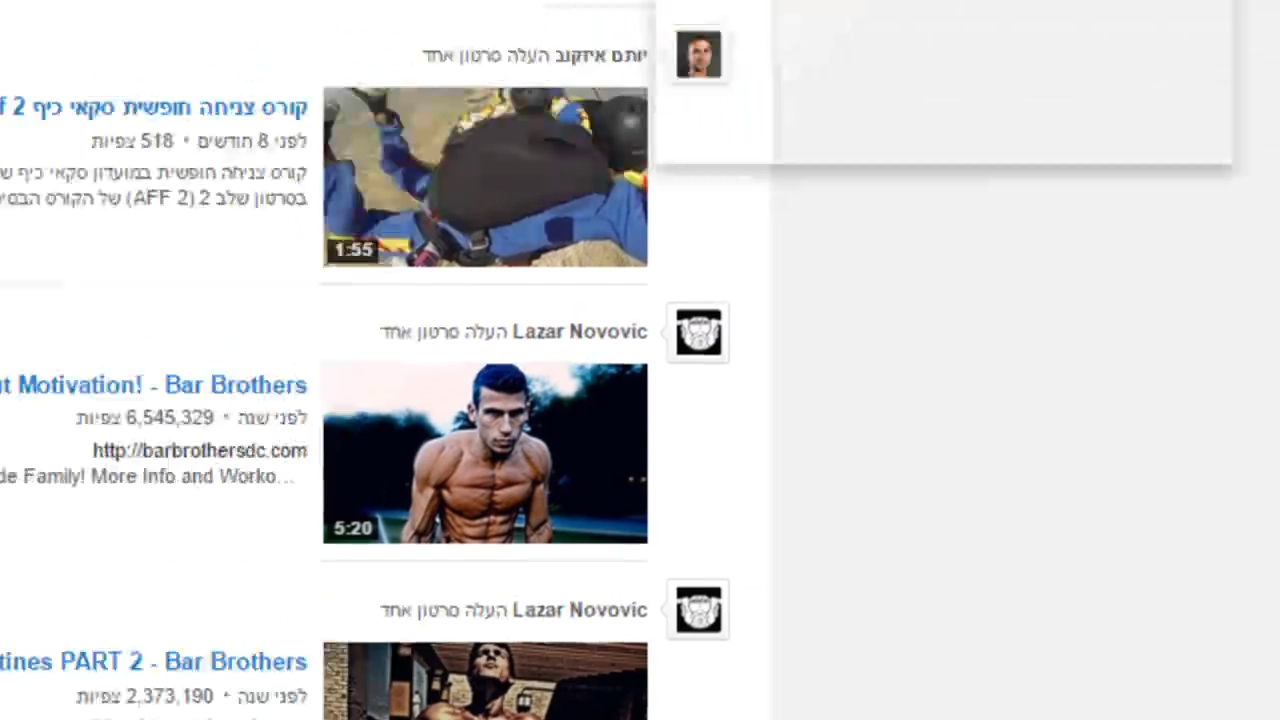 יותם איזקוב העלה סרטון אחד
קורס צניחה חופשית סקאי כיף 2
לפני 8 חודשים • 518 צפיות
קורס צניחה חופשית במועדון סקאי כיף
בסרטון שלב 2 (AFF 2) של הקורס
1:55
Lazar Novovic העלה סרטון אחד
Motivation! - Bar Brothers
לפני שנה • 6,545,329 צפיות
http://barbrothersdc.com
Family! More Info and Worko...
5:20
Lazar Novovic העלה סרטון אחד
PART 2 - Bar Brothers
לפני שנה • 2,373,190 צפיות